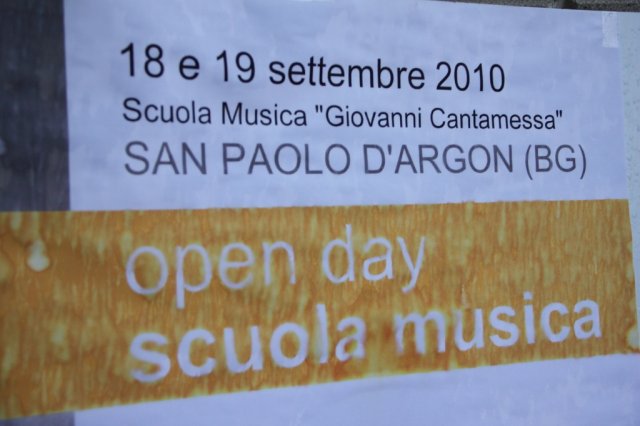 18 e 19 settembre 2010
Scuola Musica "Giovanni Cantamessa"
SAN PAOLO D'ARGON (BG)
open day
scuola musica